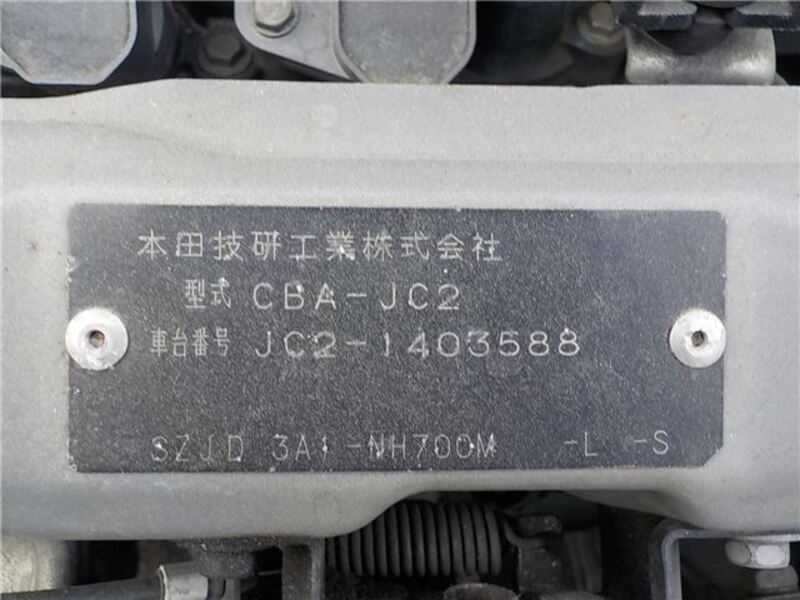 本田技研工業株式会社
型式 CBA-JC2
車台番号 JC2-1403588
SZJD 3A1-NH700M -L -S